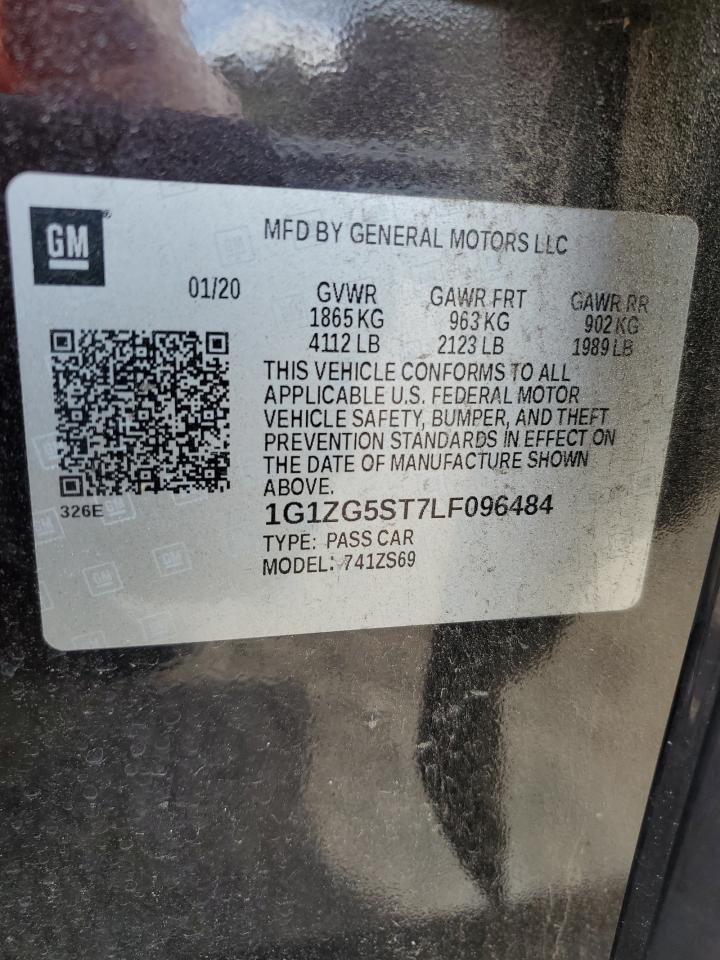 GM
MFD BY GENERAL MOTORS LLC
01/20 GVWR GAWR FRT GAWR RR
1865 KG 963 KG 902 KG
4112 LB 2123 LB 1989 LB
THIS VEHICLE CONFORMS TO ALL
APPLICABLE U.S. FEDERAL MOTOR
VEHICLE SAFETY, BUMPER, AND THEFT
PREVENTION STANDARDS IN EFFECT ON
THE DATE OF MANUFACTURE SHOWN
ABOVE.
326E
1G1ZG5ST7LF096484
TYPE: PASS CAR
MODEL: 741ZS69